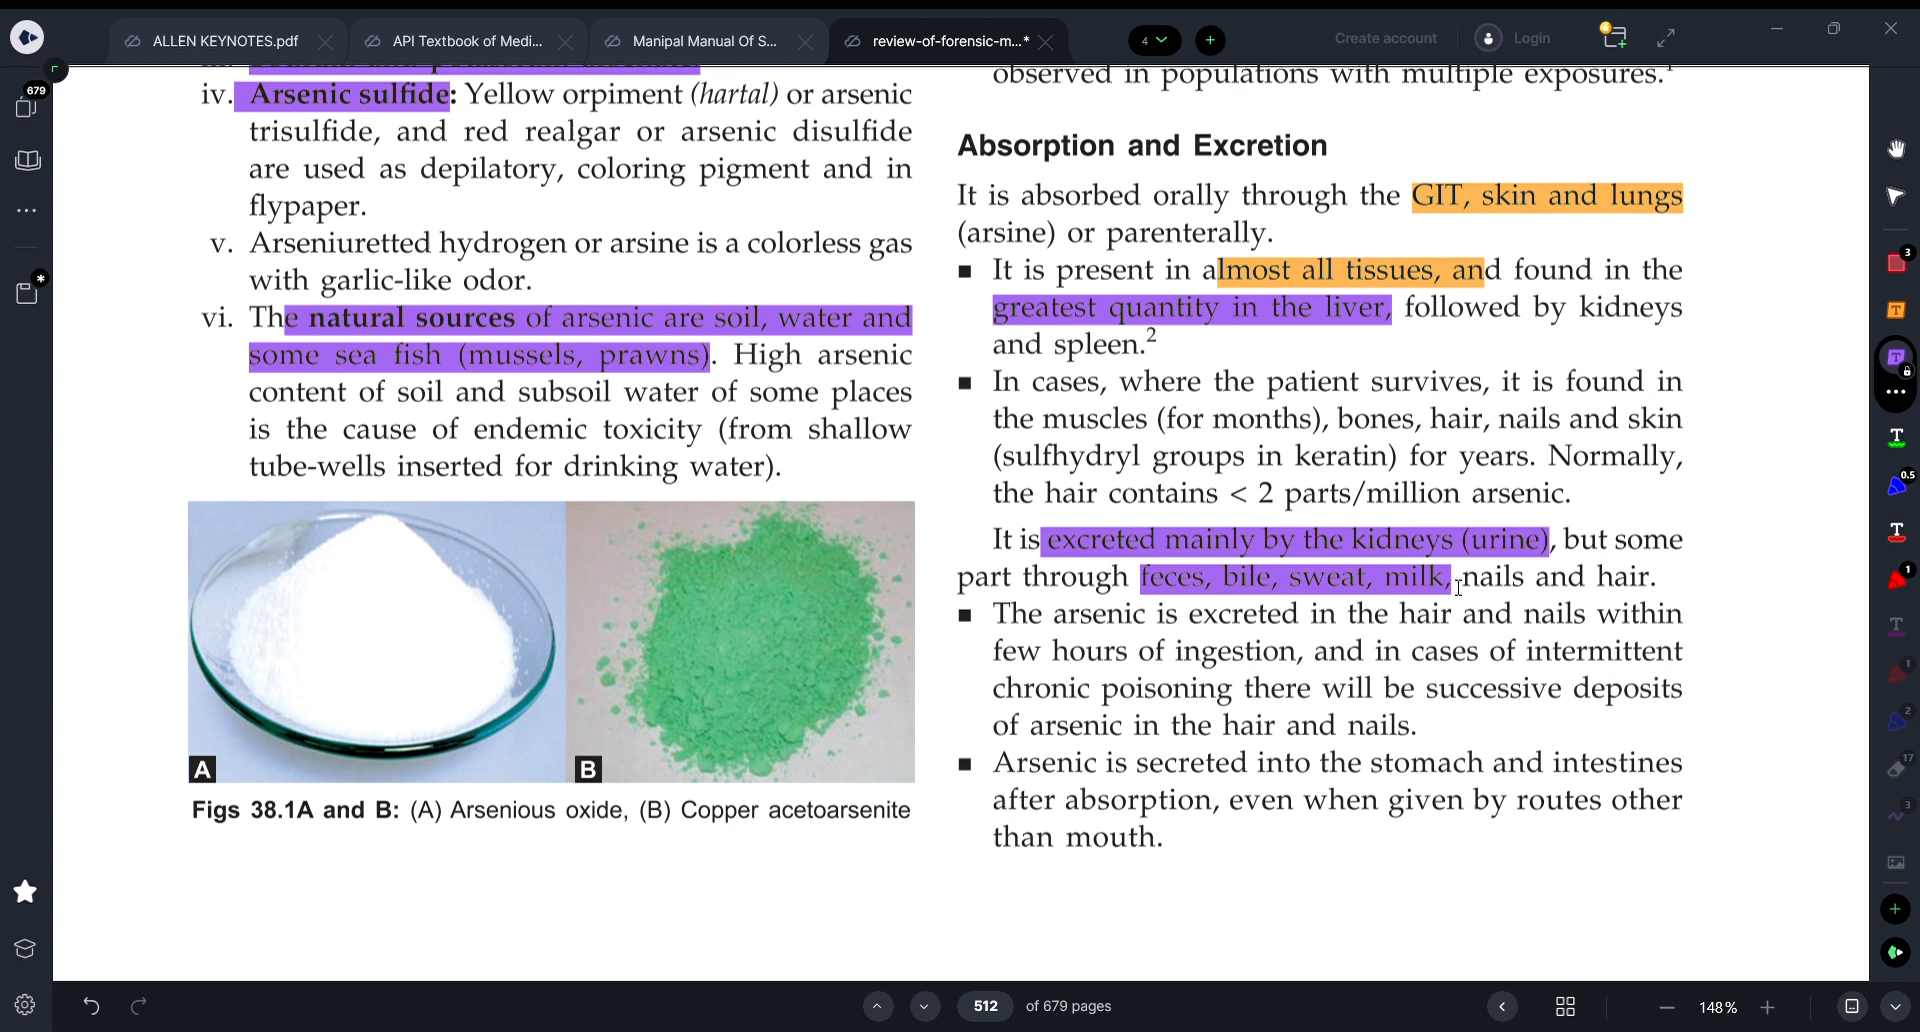 ALLEN KEYNOTES.pdf
API Textbook of Medi...
Manipal Manual Of S...
review-of-forensic-m...*
4
Create account
Login
679
iv. Arsenic sulfide: Yellow orpiment (hartal) or arsenic
trisulfide, and red realgar or arsenic disulfide
are used as depilatory, coloring pigment and in
flypaper.
v. Arseniuretted hydrogen or arsine is a colorless gas
with garlic-like odor.
vi. The natural sources of arsenic are soil, water and
some sea fish (mussels, prawns). High arsenic
content of soil and subsoil water of some places
is the cause of endemic toxicity (from shallow
tube-wells inserted for drinking water).
A
B
Figs 38.1A and B: (A) Arsenious oxide, (B) Copper acetoarsenite
observed in populations with multiple exposures.1
Absorption and Excretion
It is absorbed orally through the GIT, skin and lungs
(arsine) or parenterally.
■ It is present in almost all tissues, and found in the
greatest quantity in the liver, followed by kidneys
and spleen.2
■ In cases, where the patient survives, it is found in
the muscles (for months), bones, hair, nails and skin
(sulfhydryl groups in keratin) for years. Normally,
the hair contains < 2 parts/million arsenic.
It is excreted mainly by the kidneys (urine), but some
part through feces, bile, sweat, milk, nails and hair.
■ The arsenic is excreted in the hair and nails within
few hours of ingestion, and in cases of intermittent
chronic poisoning there will be successive deposits
of arsenic in the hair and nails.
■ Arsenic is secreted into the stomach and intestines
after absorption, even when given by routes other
than mouth.
3
T
T
T
0.5
T
1
T
1
2
17
3
512
of 679 pages
148%